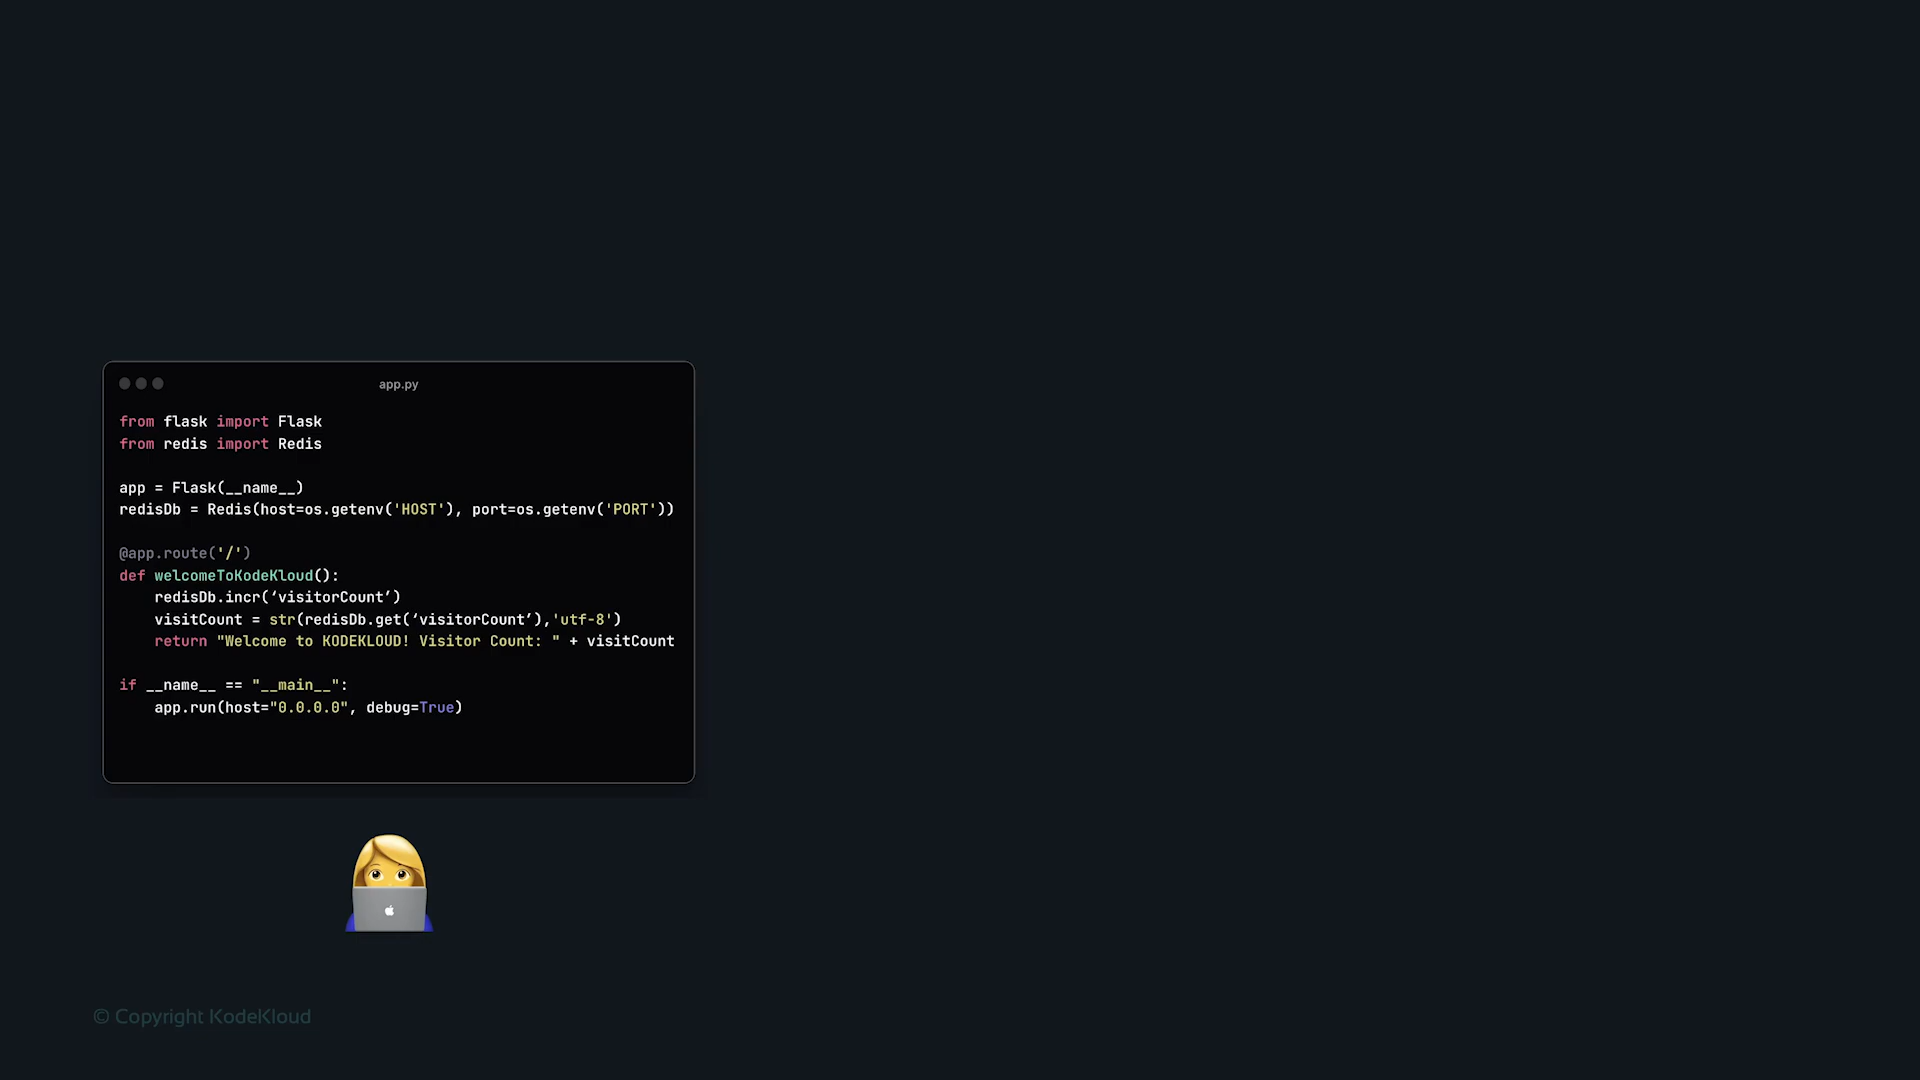 app.py
from flask import Flask
from redis import Redis
app = Flask(__name__)
redisDb = Redis(host=os.getenv('HOST'), port=os.getenv('PORT'))
@app.route('/')
def welcomeToKodeKloud():
    redisDb.incr(‘visitorCount’)
    visitCount = str(redisDb.get(‘visitorCount’),'utf-8')
    return "Welcome to KODEKLOUD! Visitor Count: " + visitCount
if __name__ == "__main__":
    app.run(host="0.0.0.0", debug=True)
© Copyright KodeKloud